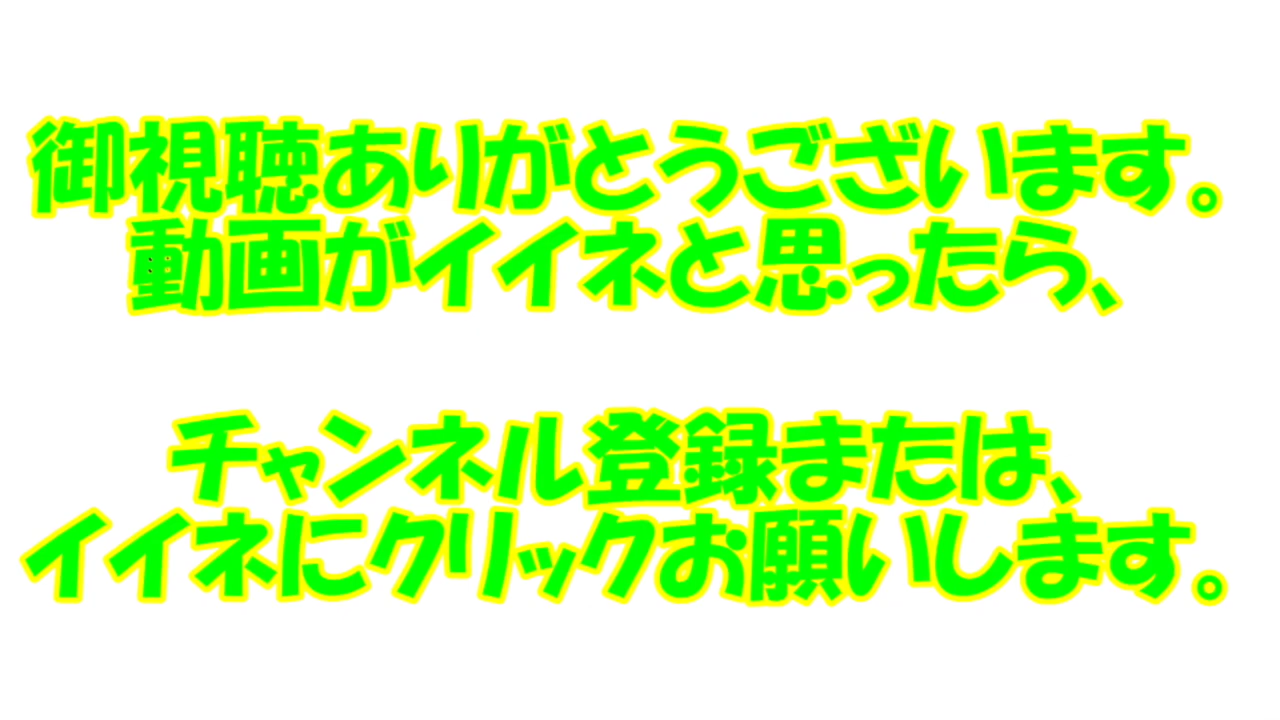 御視聴ありがとうございます。
動画がイイネと思ったら、
チャンネル登録または、
イイネにクリックお願いします。